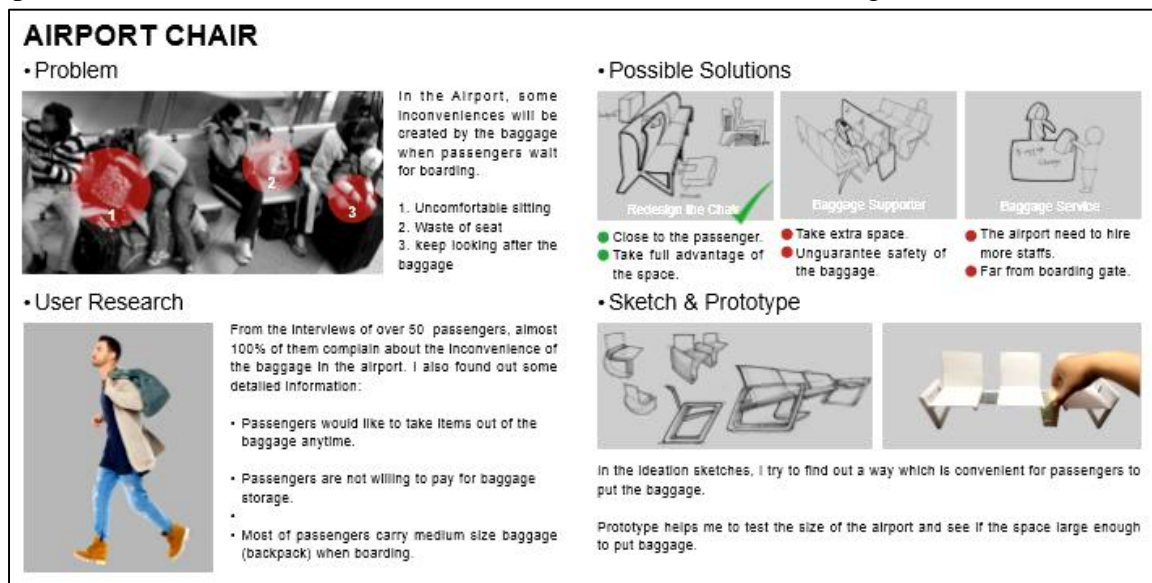 AIRPORT CHAIR
• Problem
In the Airport, some
inconveniences will be
created by the baggage
when passengers wait
for boarding.
1. Uncomfortable sitting
2. Waste of seat
3. keep looking after the
baggage
1
2
3
• User Research
From the interviews of over 50 passengers, almost
100% of them complain about the inconvenience of
the baggage in the airport. I also found out some
detailed information:
• Passengers would like to take items out of the
baggage anytime.
• Passengers are not willing to pay for baggage
storage.
•
• Most of passengers carry medium size baggage
(backpack) when boarding.
• Possible Solutions
Redesign the Chair
Close to the passenger.
Take full advantage of
the space.
Baggage Supporter
Take extra space.
Unguarantee safety of
the baggage.
Baggage Service
The airport need to hire
more staffs.
Far from boarding gate.
• Sketch & Prototype
In the ideation sketches, I try to find out a way which is convenient for passengers to
put the baggage.
Prototype helps me to test the size of the airport and see if the space large enough
to put baggage.